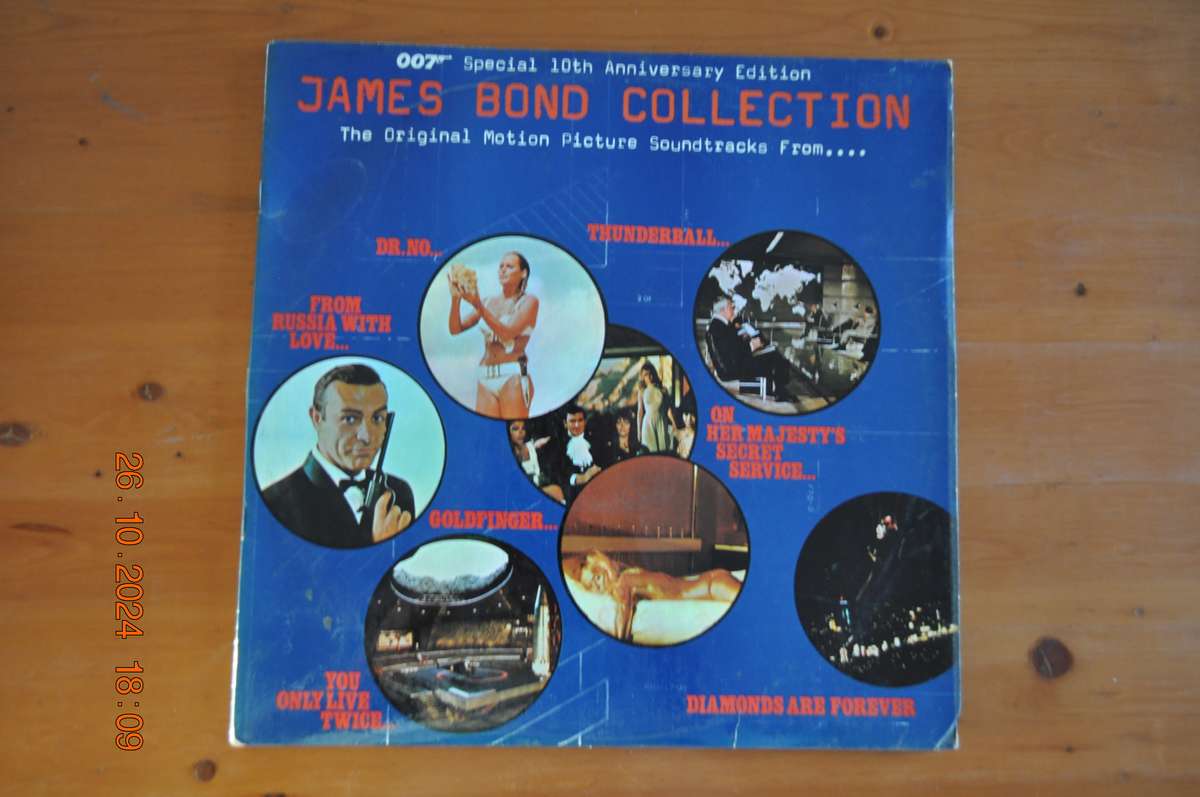 007 Special 10th Anniversary Edition
JAMES BOND COLLECTION
The Original Motion Picture Soundtracks From....
DR.NO...
THUNDERBALL...
FROM
RUSSIA WITH
LOVE...
ON
HER MAJESTY'S
SECRET
SERVICE...
GOLDFINGER...
YOU
ONLY LIVE
TWICE...
DIAMONDS ARE FOREVER
26.10.2024 18:09